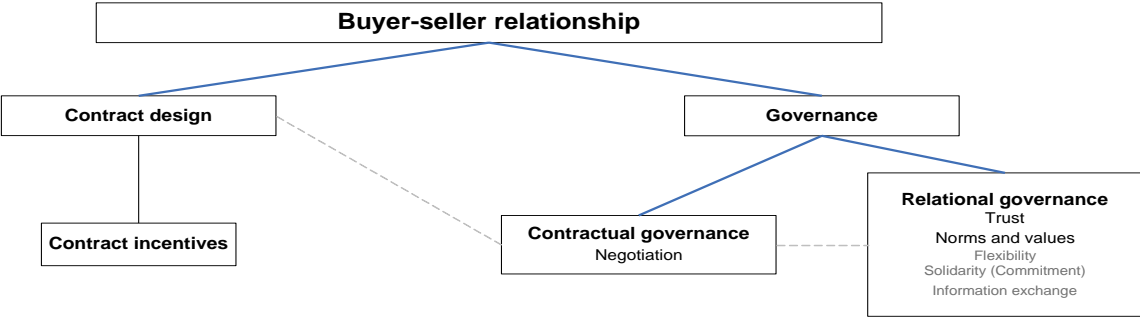 Buyer-seller relationship
Contract design
Governance
Contract incentives
Contractual governance
Negotiation
Relational governance
Trust
Norms and values
Flexibility
Solidarity (Commitment)
Information exchange